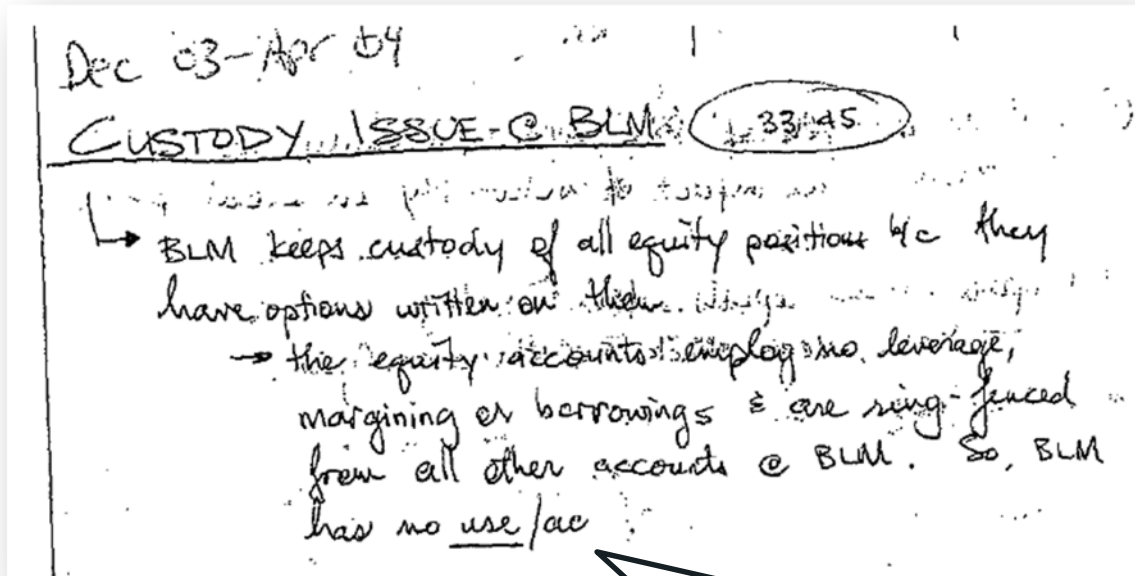 Dec 03-Apr 04
CUSTODY ISSUE-@ BLM 33:45
→ BLM keeps custody of all equity positions b/c they
have options written on them.
→ the equity accounts employ no leverage,
margining or borrowings & are ring-fenced
from all other accounts @ BLM. So, BLM
has no use/ac